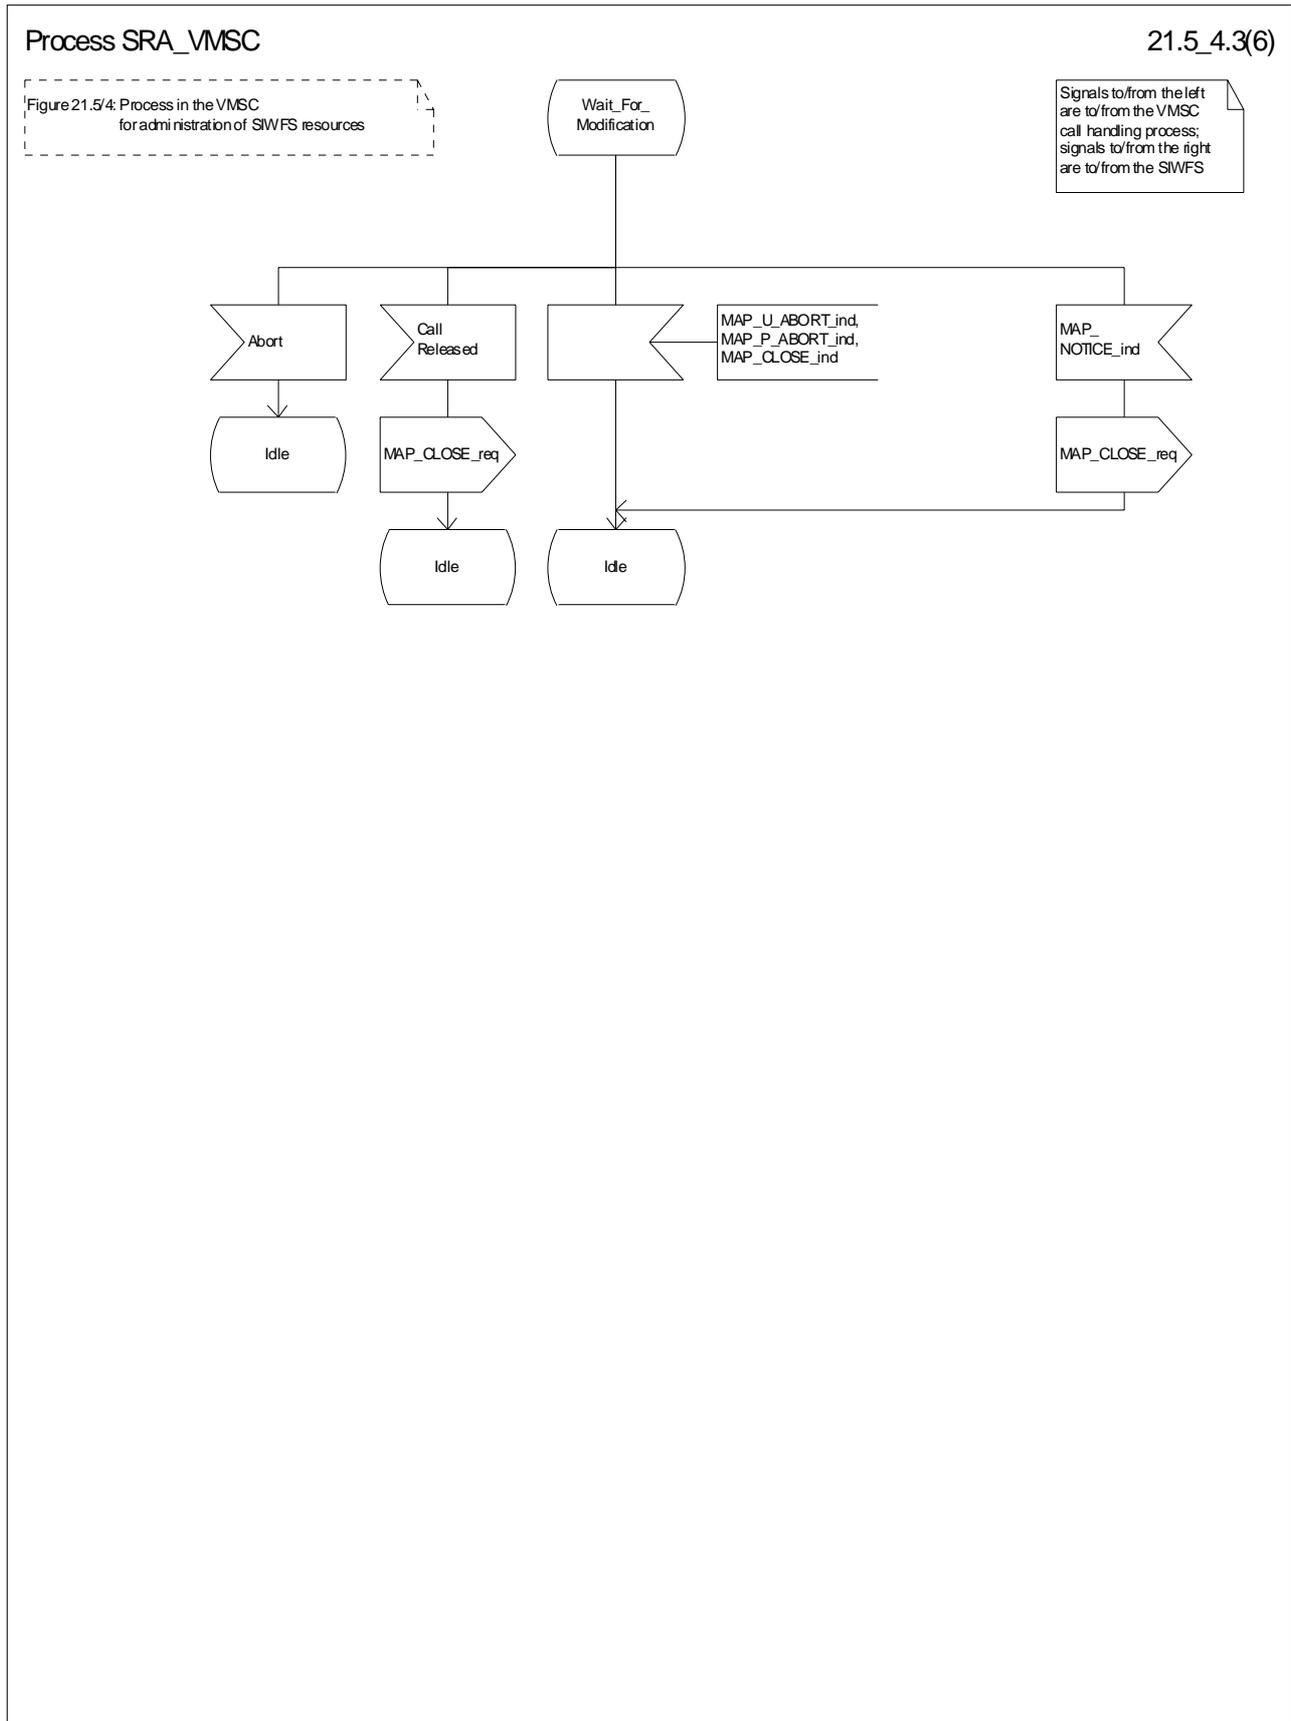 Process SRA_VMSC
21.5_4.3(6)
Figure 21.5/4: Process in the VMSC
for administration of SIWFS resources
Wait_For_
Modification
Signals to/from the left
are to/from the VMSC
call handling process;
signals to/from the right
are to/from the SIWFS
Abort
Call
Released
MAP_U_ABORT_ind,
MAP_P_ABORT_ind,
MAP_CLOSE_ind
MAP_
NOTICE_ind
Idle
MAP_CLOSE_req
MAP_CLOSE_req
Idle
Idle